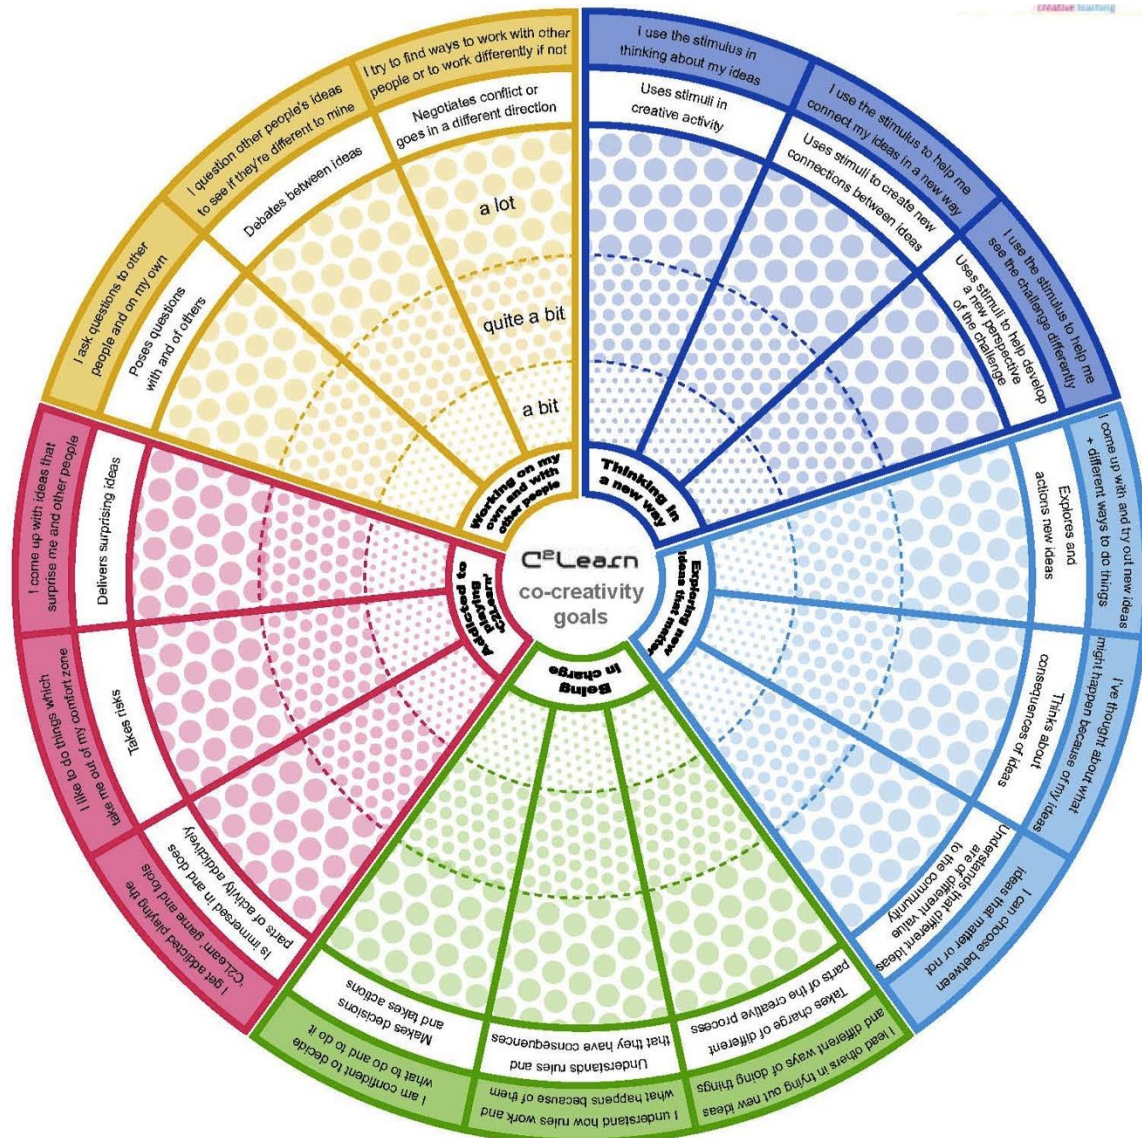 creative learning
I use the stimulus in
thinking about my ideas
Uses stimuli in
creative activity
I use the stimulus to help me
connect my ideas in a new way
Uses stimuli to create new
connections between ideas
I use the stimulus to help me
see the challenge differently
Uses stimuli to help develop
a new perspective
of the challenge
Thinking in
a new way
I come up with and try out new ideas
+ different ways to do things
Explores and
actions new ideas
I've thought about what
might happen because of my ideas
Thinks about
consequences of ideas
I can choose between
ideas that matter or not
Understands that different ideas
are of different value
to the community
Exploring new
ideas that matter
I lead others in trying out new ideas
and different ways of doing things
Takes charge of different
parts of the creative process
I understand how rules work and
what happens because of them
Understands rules and
that they have consequences
I am confident to decide
what to do and to do it
Makes decisions
and takes actions
Being
in charge
I get addicted playing the
'C2Learn' game and tools
Is immersed in and does
parts of activity addictively
I like to do things which
take me out of my comfort zone
Takes risks
I come up with ideas that
surprise me and other people
Delivers surprising ideas
Addicted to
playing
'C2Learn'
I ask questions to other
people and on my own
Poses questions
with and of others
I question other people's ideas
to see if they're different to mine
Debates between ideas
I try to find ways to work with other
people or to work differently if not
Negotiates conflict or
goes in a different direction
a lot
quite a bit
a bit
Working on my
own and with
other people
C²Learn
co-creativity
goals